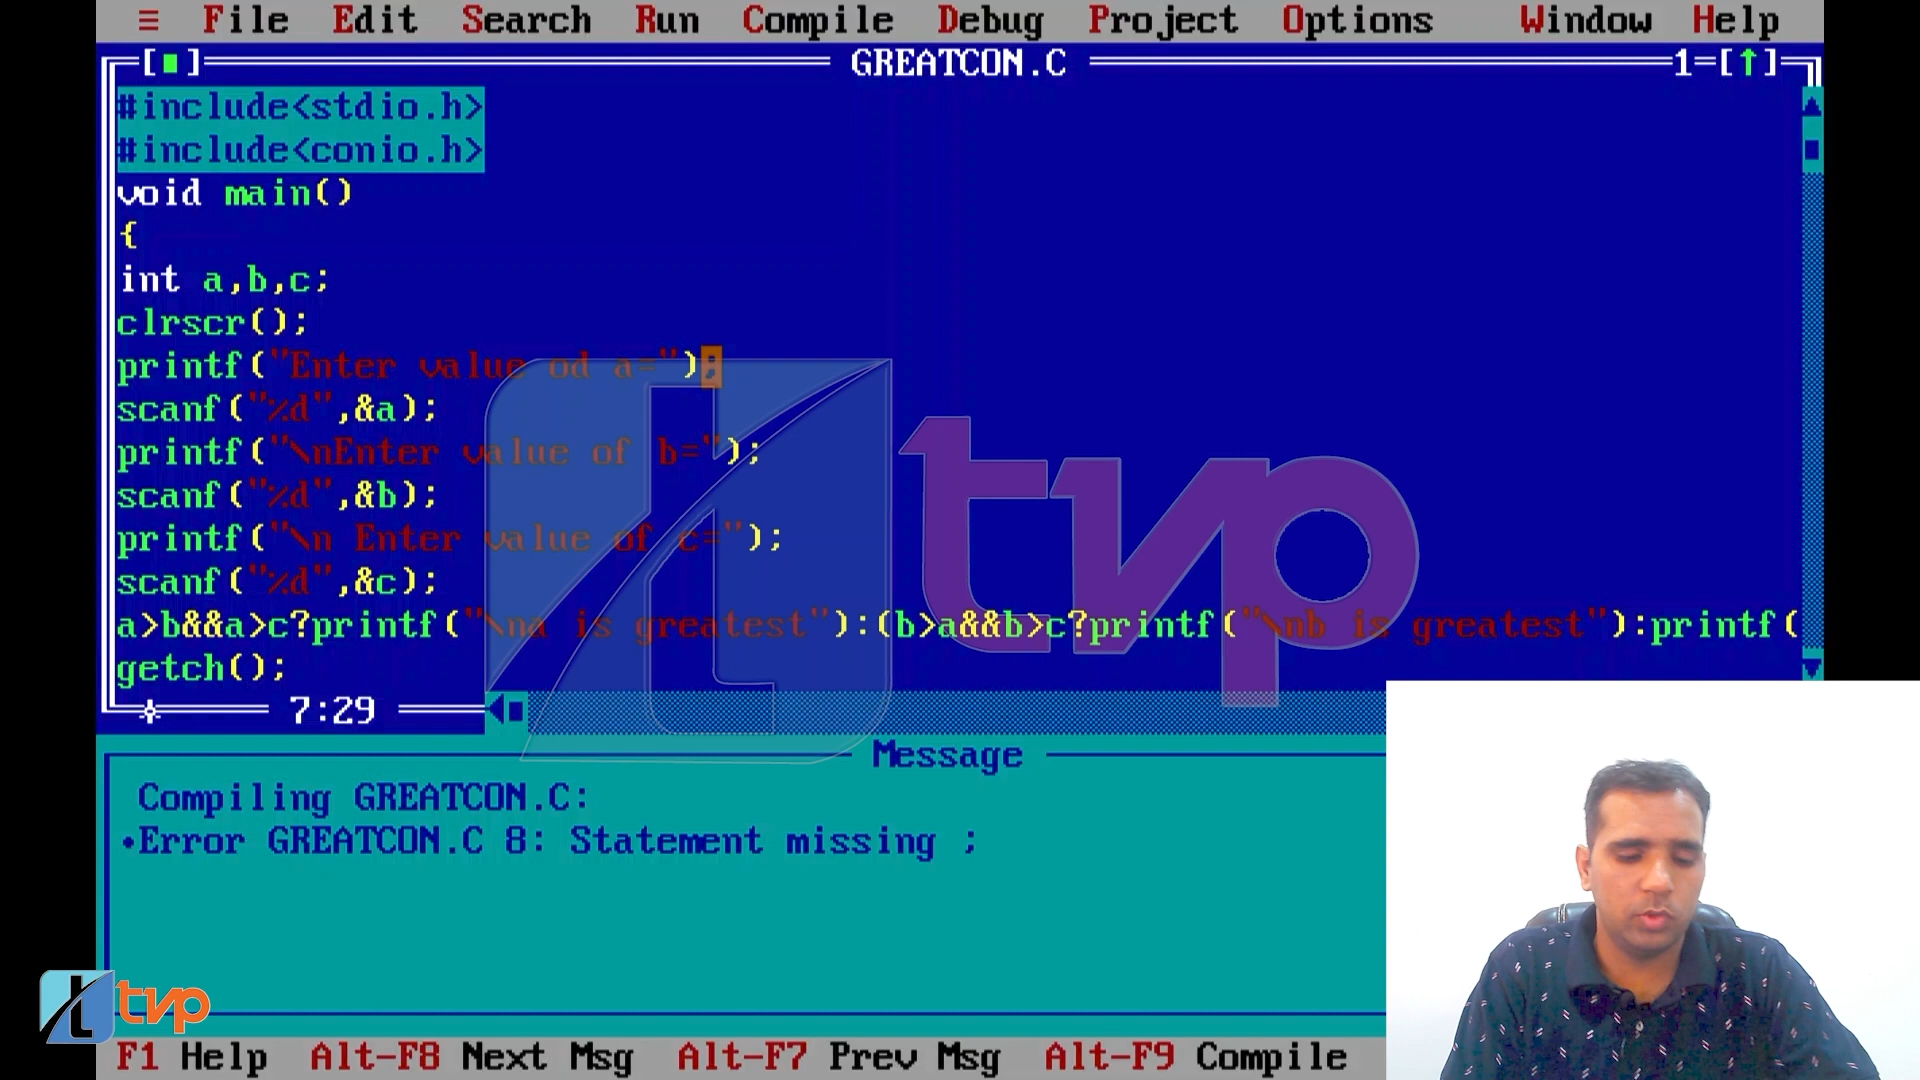 ≡ File Edit Search Run Compile Debug Project Options Window Help
[■] GREATCON.C 1=[↑]
#include<stdio.h>
#include<conio.h>
void main()
{
int a,b,c;
clrscr();
printf("Enter value od a=");
scanf("%d",&a);
printf("\nEnter value of b=");
scanf("%d",&b);
printf("\n Enter value of c=");
scanf("%d",&c);
a>b&&a>c?printf("\na is greatest"):(b>a&&b>c?printf("\nb is greatest"):printf(
getch();
7:29
tvp
Message
Compiling GREATCON.C:
•Error GREATCON.C 8: Statement missing ;
tvp
F1 Help Alt-F8 Next Msg Alt-F7 Prev Msg Alt-F9 Compile